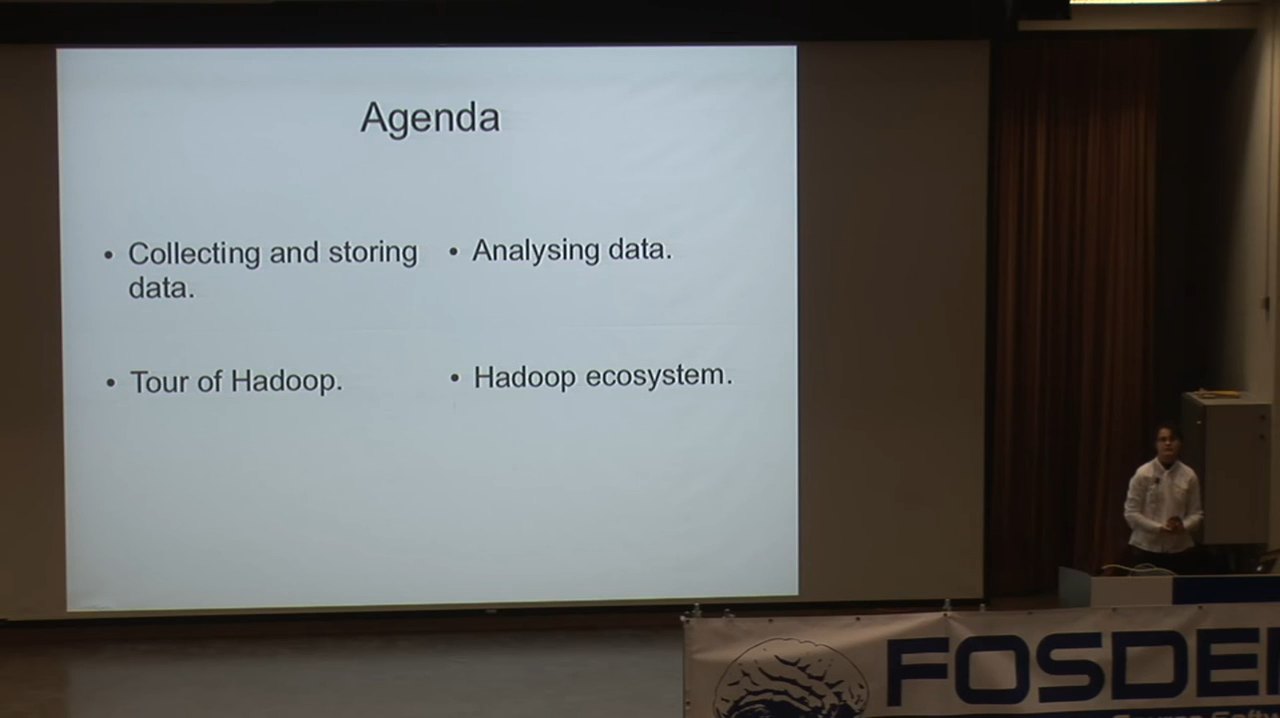 Agenda
• Collecting and storing
data.
• Analysing data.
• Tour of Hadoop.
• Hadoop ecosystem.
FOSDE